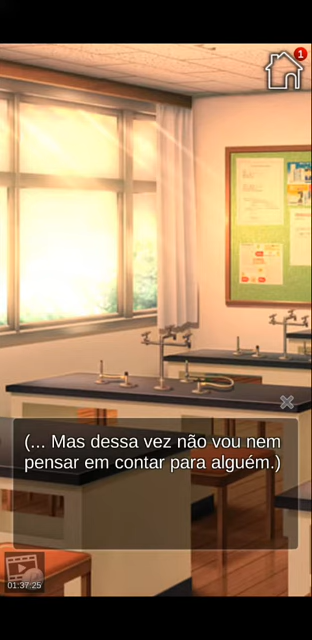 1
(... Mas dessa vez não vou nem
pensar em contar para alguém.)
01:37:25